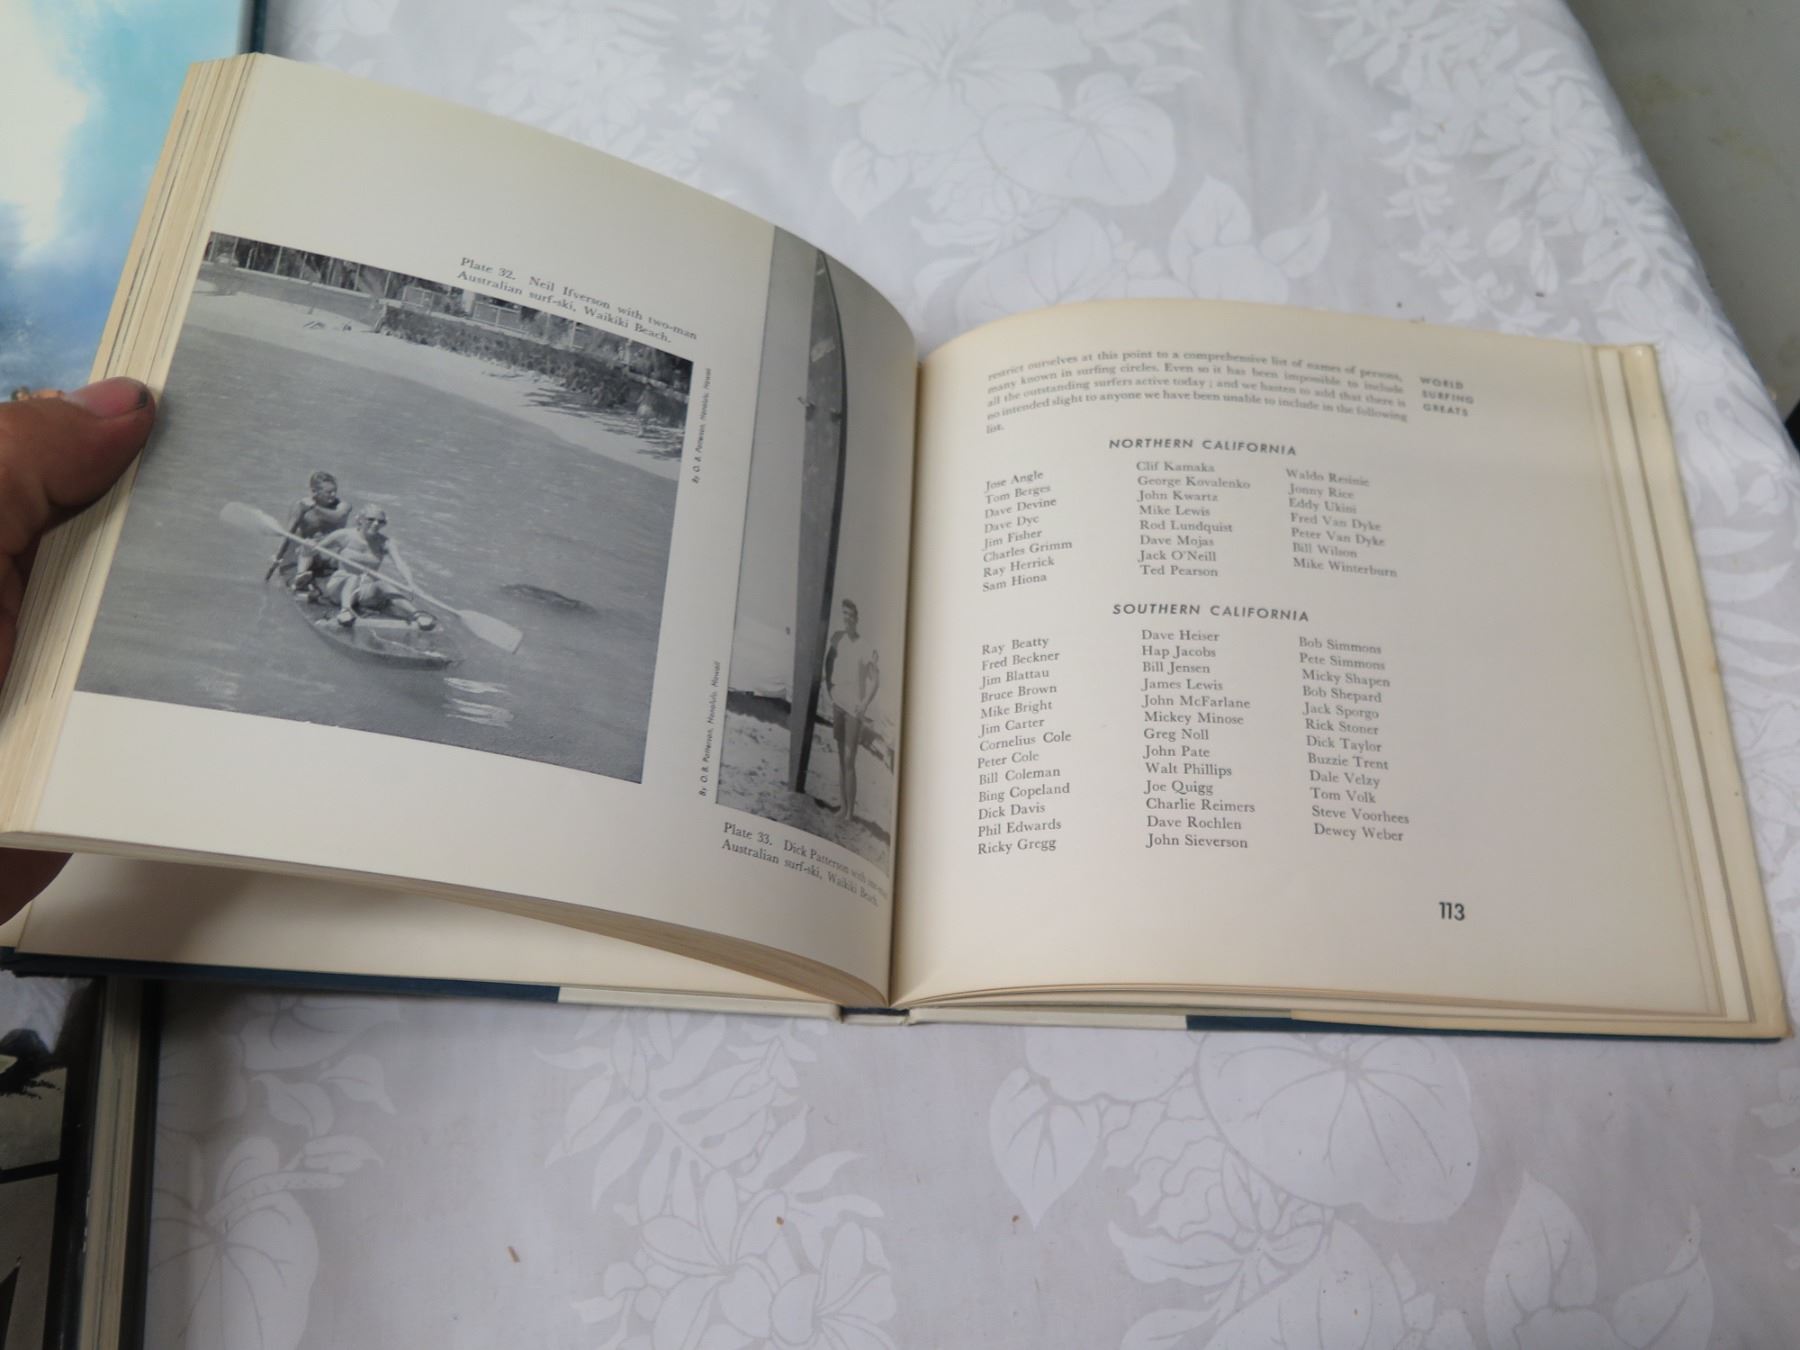 Plate 32. Neil Ifverson with two-man
Australian surf-ski, Waikiki Beach.
By O. B. Patterson, Honolulu, Hawaii
By O. B. Patterson, Honolulu, Hawaii
Plate 33. Dick Patterson with
Australian surf-ski, Waikiki Beach.
restrict ourselves at this point to a comprehensive list of names of persons,
many known in surfing circles. Even so it has been impossible to include
all the outstanding surfers active today; and we hasten to add that there is
no intended slight to anyone we have been unable to include in the following
list.
WORLD
SURFING
GREATS
NORTHERN CALIFORNIA
Jose Angle
Tom Berges
Dave Devine
Dave Dyc
Jim Fisher
Charles Grimm
Ray Herrick
Sam Hiona
Clif Kamaka
George Kovalenko
John Kwartz
Mike Lewis
Rod Lundquist
Dave Mojas
Jack O'Neill
Ted Pearson
Waldo Resinie
Jonny Rice
Eddy Ukini
Fred Van Dyke
Peter Van Dyke
Bill Wilson
Mike Winterburn
SOUTHERN CALIFORNIA
Ray Beatty
Fred Beckner
Jim Blattau
Bruce Brown
Mike Bright
Jim Carter
Cornelius Cole
Peter Cole
Bill Coleman
Bing Copeland
Dick Davis
Phil Edwards
Ricky Gregg
Dave Heiser
Hap Jacobs
Bill Jensen
James Lewis
John McFarlane
Mickey Minose
Greg Noll
John Pate
Walt Phillips
Joe Quigg
Charlie Reimers
Dave Rochlen
John Sieverson
Bob Simmons
Pete Simmons
Micky Shapen
Bob Shepard
Jack Sporgo
Rick Stoner
Dick Taylor
Buzzie Trent
Dale Velzy
Tom Volk
Steve Voorhees
Dewey Weber
113